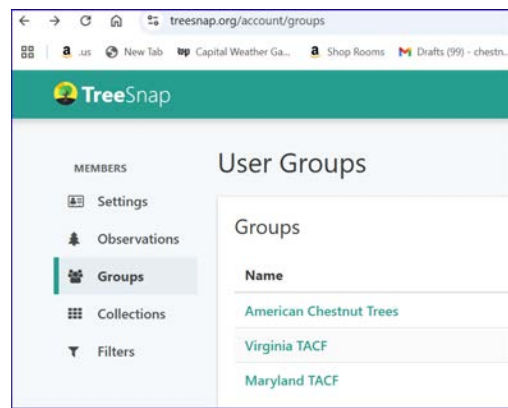 treesnap.org/account/groups
a .us New Tab wp Capital Weather Ga... a Shop Rooms M Drafts (99) - chestn..
TreeSnap
MEMBERS
User Groups
Settings
Observations
Groups
Groups
Name
Collections
American Chestnut Trees
Filters
Virginia TACF
Maryland TACF